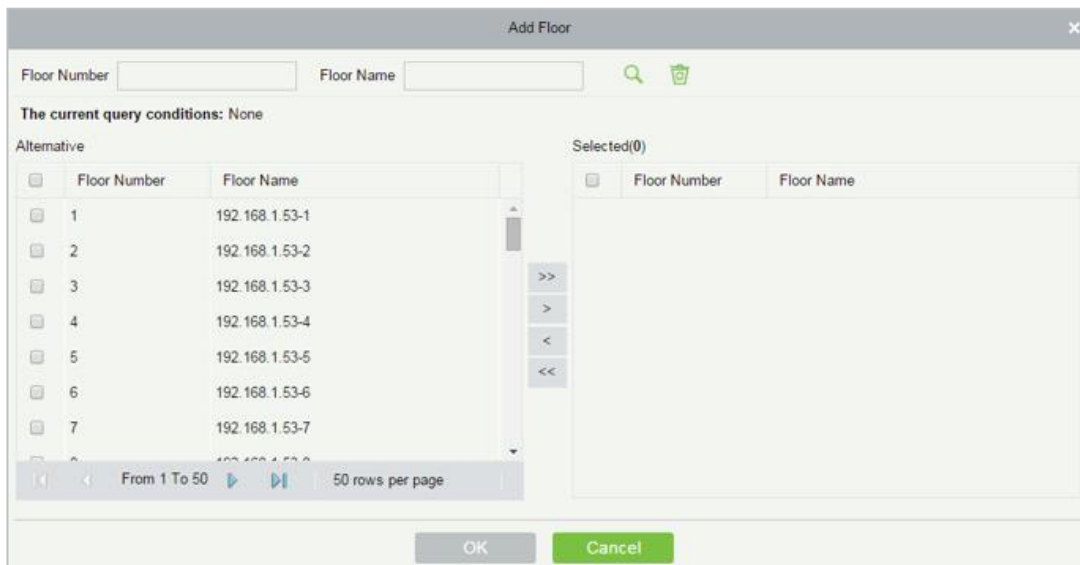 Add Floor ×
Floor Number Floor Name
The current query conditions: None
Alternative
Floor Number Floor Name
1 192.168.1.53-1
2 192.168.1.53-2
3 192.168.1.53-3
4 192.168.1.53-4
5 192.168.1.53-5
6 192.168.1.53-6
7 192.168.1.53-7
From 1 To 50 50 rows per page
>>
>
<
<<
Selected(0)
Floor Number Floor Name
OK Cancel